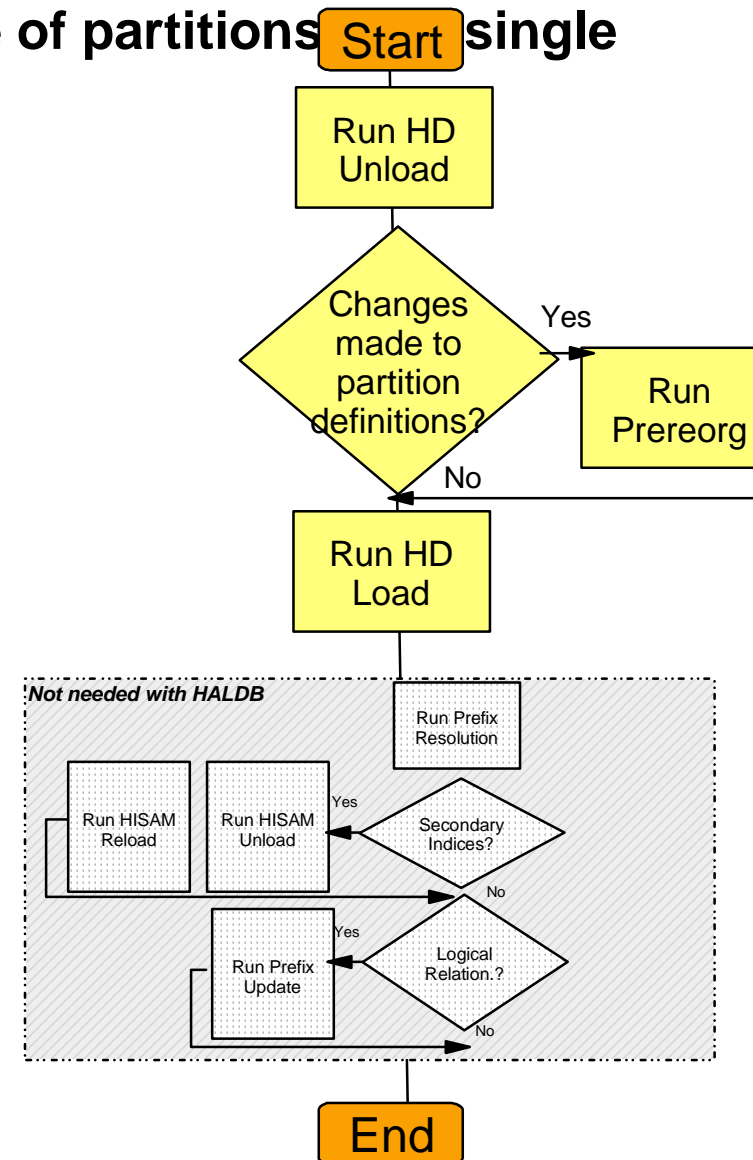 of partitions
single
Start
Run HD
Unload
Changes
made to
partition
definitions?
Yes
Run
Prereorg
No
Run HD
Load
Not needed with HALDB
Run Prefix
Resolution
Run HISAM
Reload
Run HISAM
Unload
Yes
Secondary
Indices?
No
Run Prefix
Update
Yes
Logical
Relation.?
No
End